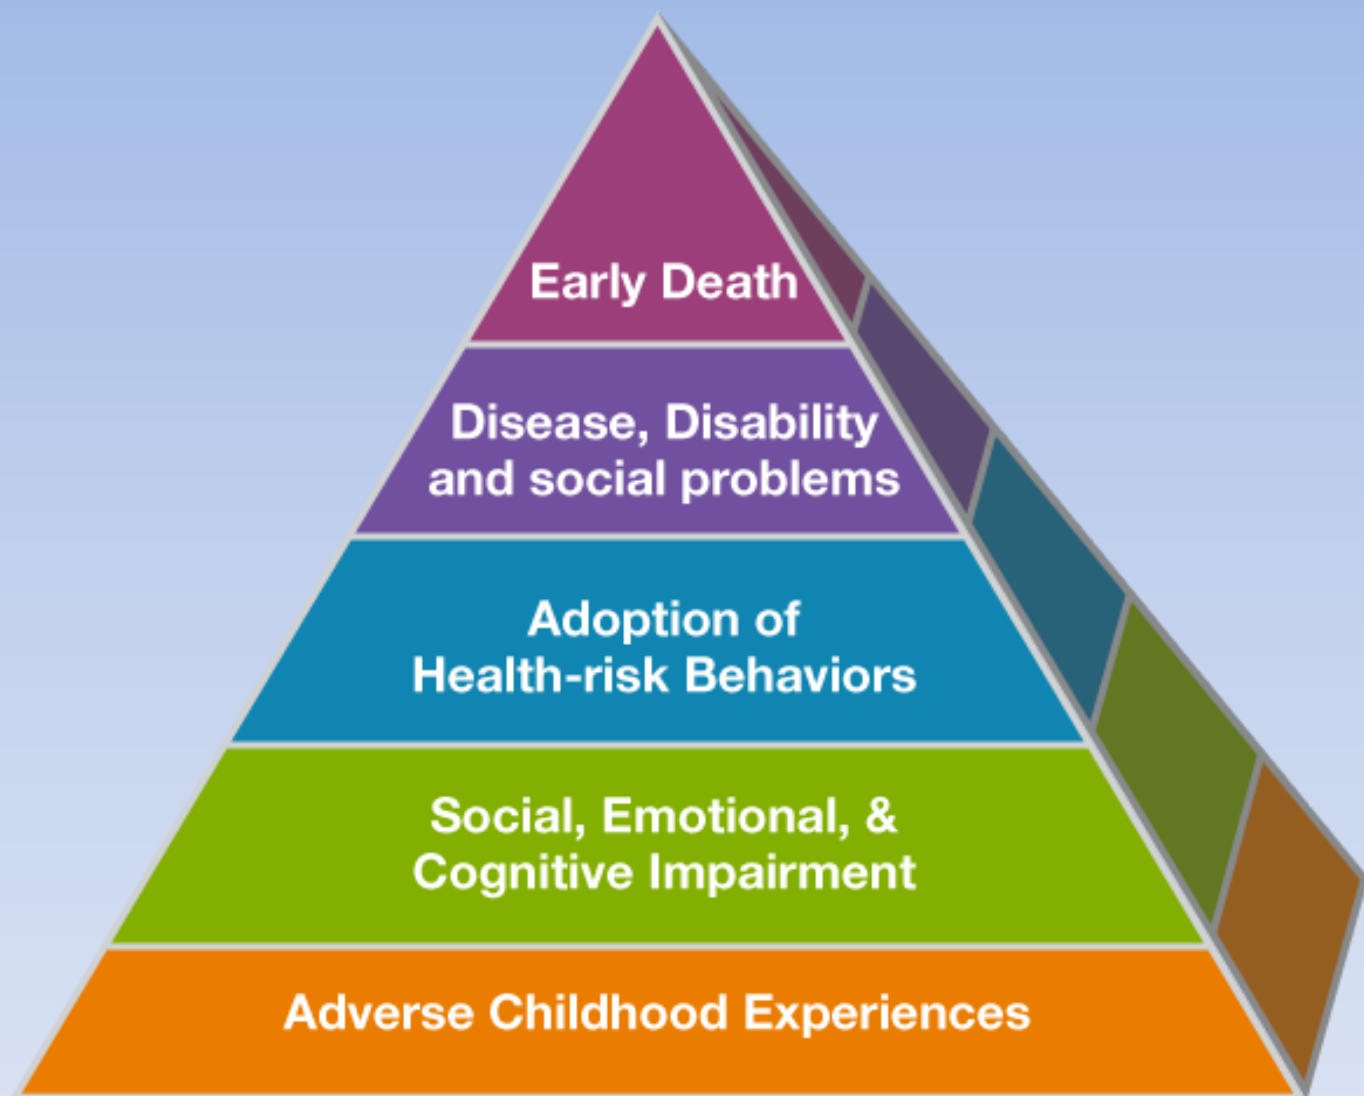 Early Death
Disease, Disability
and social problems
Adoption of
Health-risk Behaviors
Social, Emotional, &
Cognitive Impairment
Adverse Childhood Experiences